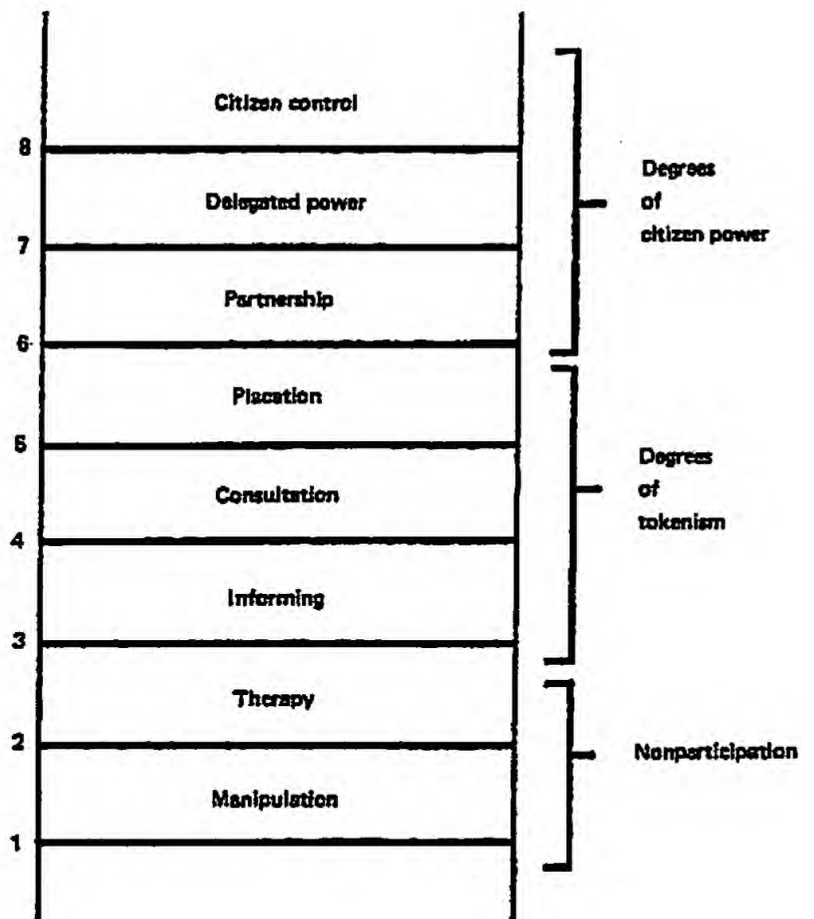 Citizen control
8
Delegated power
7
Partnership
6
Placation
5
Consultation
4
Informing
3
Therapy
2
Manipulation
1
Degrees
of
citizen power
Degrees
of
tokenism
Nonparticipation